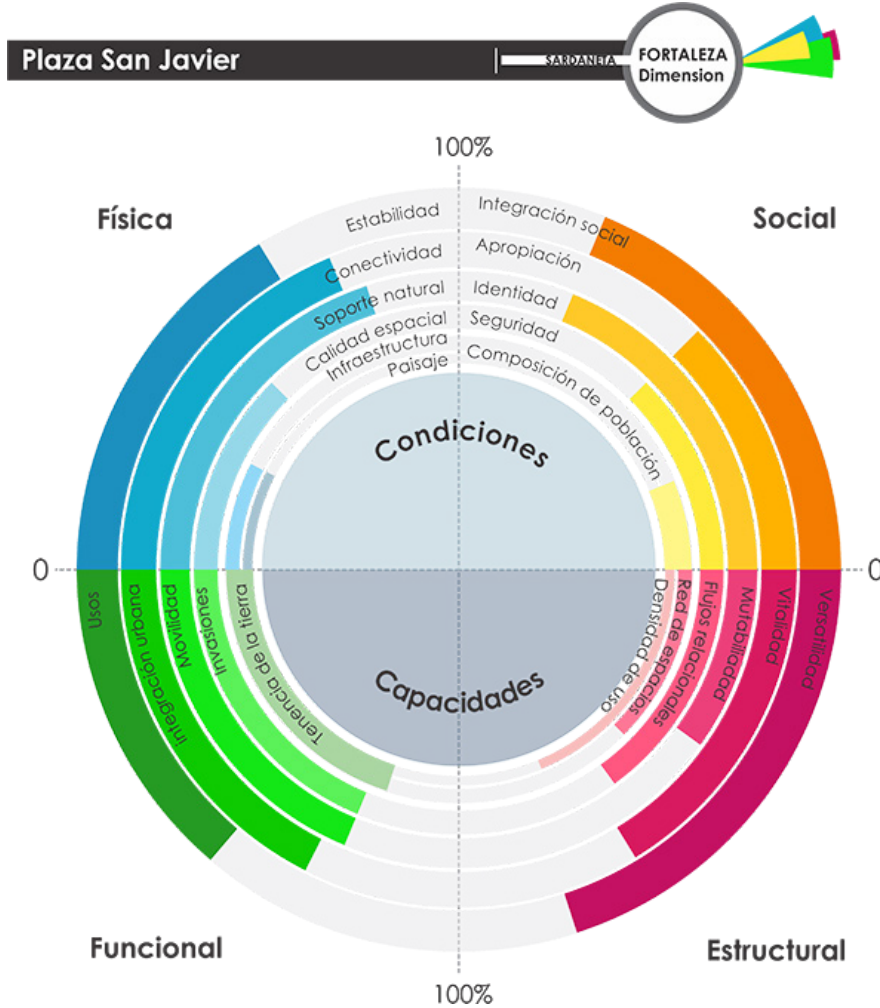 Plaza San Javier
SARDANETA
FORTALEZA
Dimension
100%
Física
Social
Estabilidad
Integración social
Conectividad
Apropiación
Soporte natural
Identidad
Calidad espacial
Seguridad
Infraestructura
Composición de población
Paisaje
Condiciones
0
0
Capacidades
Usos
integración urbana
Movilidad
Invasiones
Tenencia de la tierra
Densidad de uso
Red de espacios
Flujos relacionales
Mutabiliadad
Vitalidad
Versatilidad
Funcional
Estructural
100%